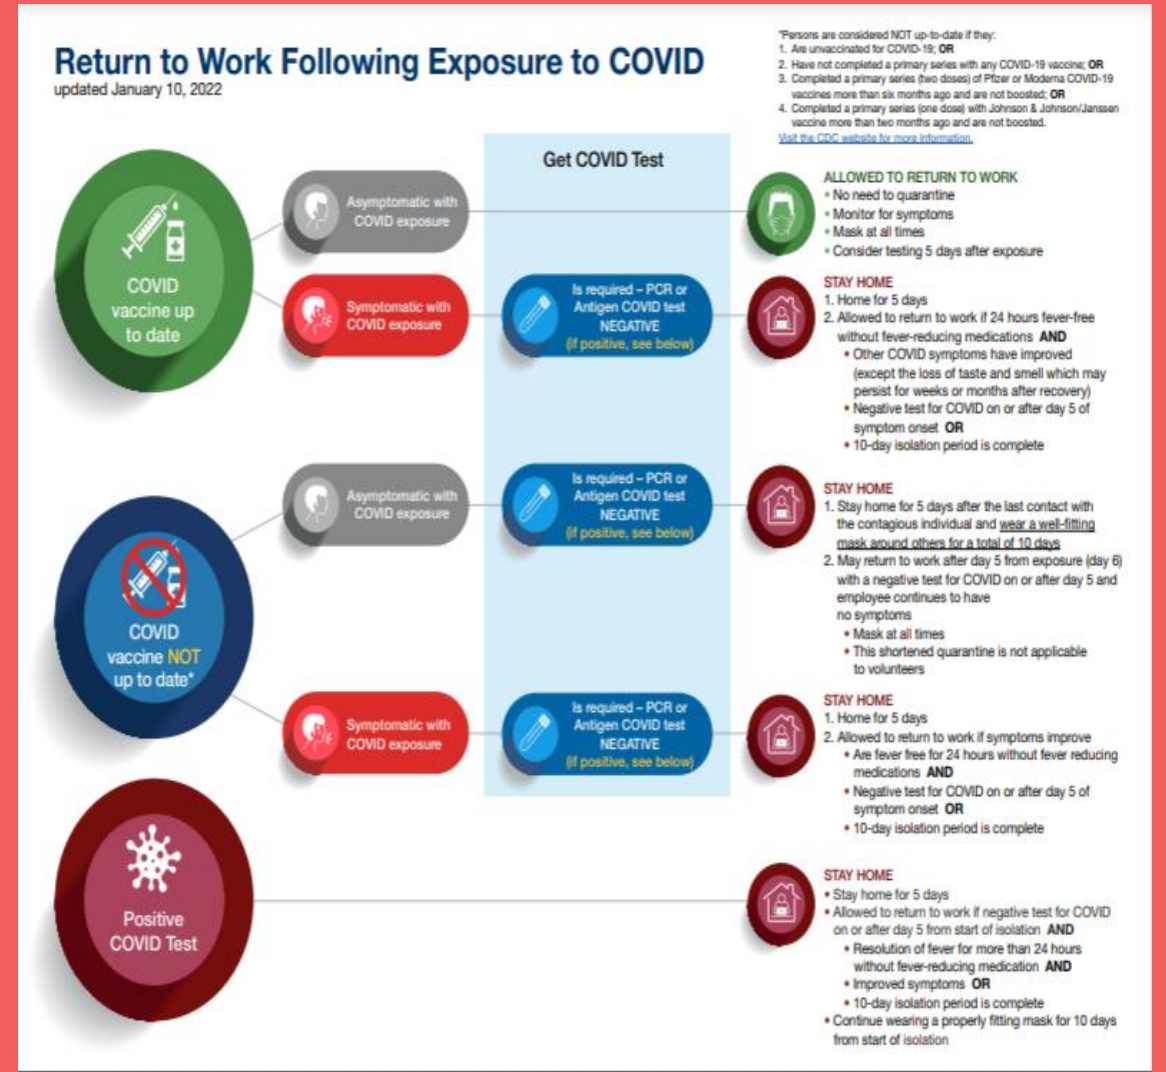 Return to Work Following Exposure to COVID
updated January 10, 2022
*Persons are considered NOT up-to-date if they:
1. Are unvaccinated for COVID-19; OR
2. Have not completed a primary series with any COVID-19 vaccine; OR
3. Completed a primary series (two doses) of Pfizer or Moderna COVID-19
vaccines more than six months ago and are not boosted; OR
4. Completed a primary series (one dose) with Johnson & Johnson/Janssen
vaccine more than two months ago and are not boosted.
Visit the CDC website for more information.
Get COVID Test
COVID
vaccine up
to date
Asymptomatic with
COVID exposure
ALLOWED TO RETURN TO WORK
• No need to quarantine
• Monitor for symptoms
• Mask at all times
• Consider testing 5 days after exposure
Symptomatic with
COVID exposure
Is required – PCR or
Antigen COVID test
NEGATIVE
(if positive, see below)
STAY HOME
1. Home for 5 days
2. Allowed to return to work if 24 hours fever-free
without fever-reducing medications AND
• Other COVID symptoms have improved
(except the loss of taste and smell which may
persist for weeks or months after recovery)
• Negative test for COVID on or after day 5 of
symptom onset OR
• 10-day isolation period is complete
COVID
vaccine NOT
up to date*
Asymptomatic with
COVID exposure
Is required – PCR or
Antigen COVID test
NEGATIVE
(if positive, see below)
STAY HOME
1. Stay home for 5 days after the last contact with
the contagious individual and wear a well-fitting
mask around others for a total of 10 days
2. May return to work after day 5 from exposure (day 6)
with a negative test for COVID on or after day 5 and
employee continues to have
no symptoms
• Mask at all times
• This shortened quarantine is not applicable
to volunteers
Symptomatic with
COVID exposure
Is required – PCR or
Antigen COVID test
NEGATIVE
(if positive, see below)
STAY HOME
1. Home for 5 days
2. Allowed to return to work if symptoms improve
• Are fever free for 24 hours without fever reducing
medications AND
• Negative test for COVID on or after day 5 of
symptom onset OR
• 10-day isolation period is complete
Positive
COVID Test
STAY HOME
• Stay home for 5 days
• Allowed to return to work if negative test for COVID
on or after day 5 from start of isolation AND
• Resolution of fever for more than 24 hours
without fever-reducing medication AND
• Improved symptoms OR
• 10-day isolation period is complete
• Continue wearing a properly fitting mask for 10 days
from start of isolation